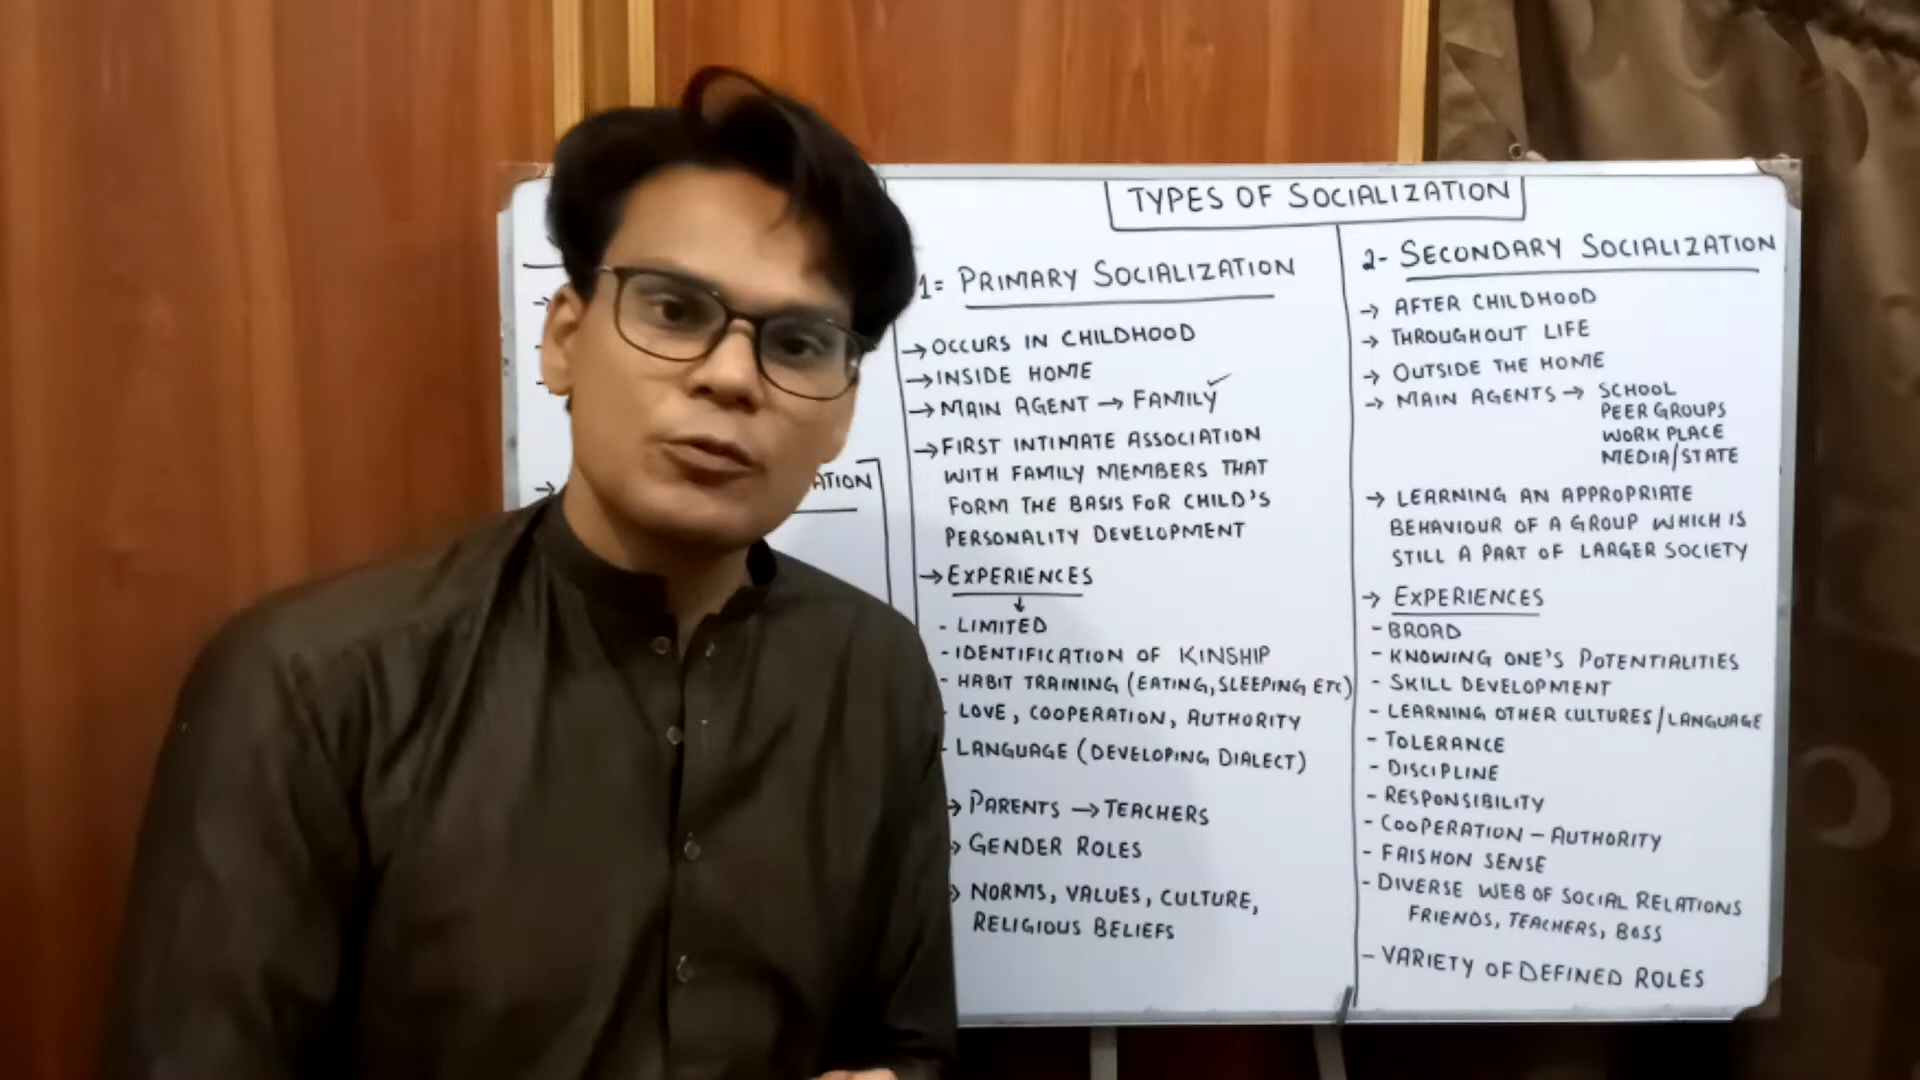 TYPES OF SOCIALIZATION
ATION
1= PRIMARY SOCIALIZATION
→ OCCURS IN CHILDHOOD
→ INSIDE HOME
→ MAIN AGENT → FAMILY ✓
→ FIRST INTIMATE ASSOCIATION
WITH FAMILY MEMBERS THAT
FORM THE BASIS FOR CHILD'S
PERSONALITY DEVELOPMENT
→ EXPERIENCES
↓
- LIMITED
- IDENTIFICATION OF KINSHIP
- HABIT TRAINING (EATING, SLEEPING ETC)
- LOVE, COOPERATION, AUTHORITY
- LANGUAGE (DEVELOPING DIALECT)
→ PARENTS → TEACHERS
→ GENDER ROLES
→ NORMS, VALUES, CULTURE,
RELIGIOUS BELIEFS
2- SECONDARY SOCIALIZATION
→ AFTER CHILDHOOD
→ THROUGHOUT LIFE
→ OUTSIDE THE HOME
→ MAIN AGENTS → SCHOOL
PEER GROUPS
WORK PLACE
MEDIA/STATE
→ LEARNING AN APPROPRIATE
BEHAVIOUR OF A GROUP WHICH IS
STILL A PART OF LARGER SOCIETY
→ EXPERIENCES
- BROAD
- KNOWING ONE'S POTENTIALITIES
- SKILL DEVELOPMENT
- LEARNING OTHER CULTURES/LANGUAGE
- TOLERANCE
- DISCIPLINE
- RESPONSIBILITY
- COOPERATION - AUTHORITY
- FAISHON SENSE
- DIVERSE WEB OF SOCIAL RELATIONS
FRIENDS, TEACHERS, BOSS
- VARIETY OF DEFINED ROLES